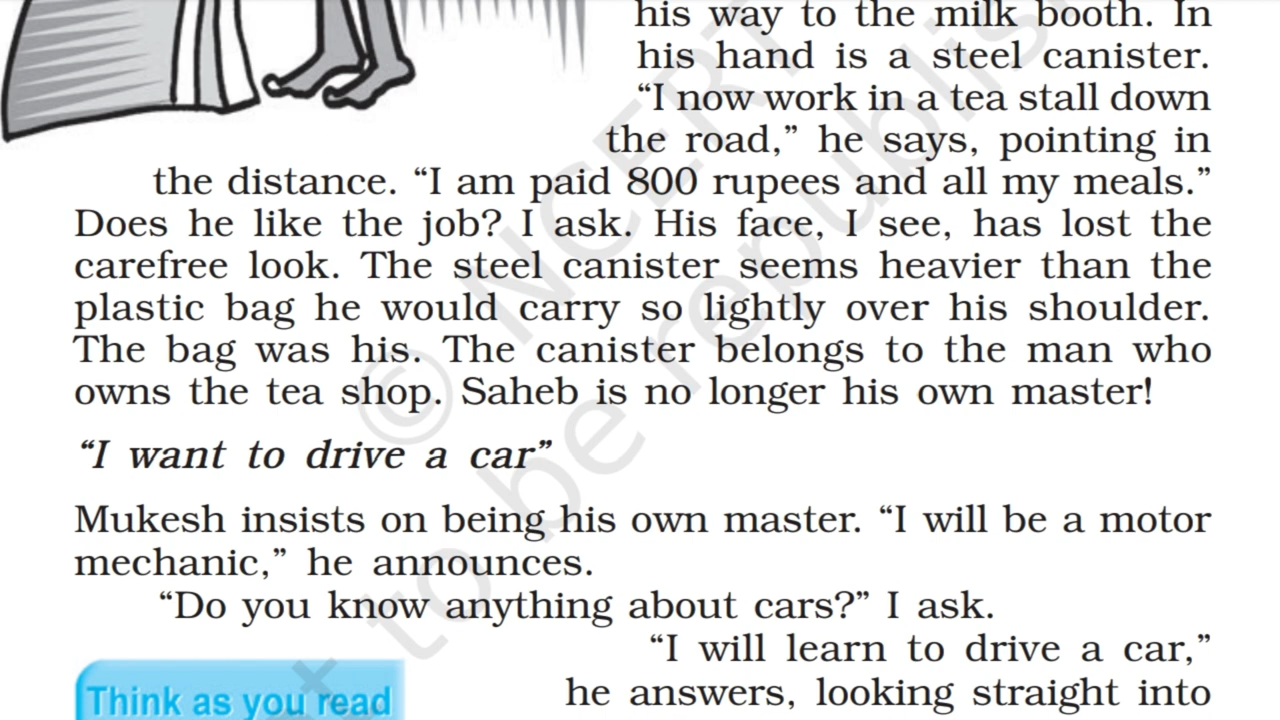 his way to the milk booth. In
his hand is a steel canister.
“I now work in a tea stall down
the road,” he says, pointing in
the distance. “I am paid 800 rupees and all my meals.”
Does he like the job? I ask. His face, I see, has lost the
carefree look. The steel canister seems heavier than the
plastic bag he would carry so lightly over his shoulder.
The bag was his. The canister belongs to the man who
owns the tea shop. Saheb is no longer his own master!
“I want to drive a car”
Mukesh insists on being his own master. “I will be a motor
mechanic,” he announces.
“Do you know anything about cars?” I ask.
“I will learn to drive a car,”
he answers, looking straight into
Think as you read
© NCERT
to be republis